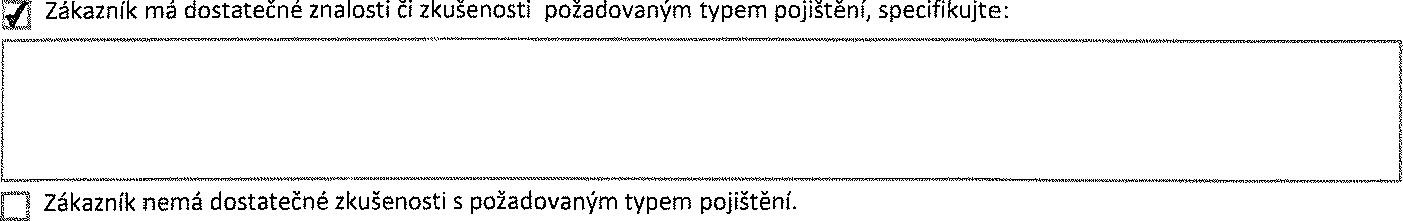 ☑ Zákazník má dostatečné znalosti či zkušenosti požadovaným typem pojištění, specifikujte:
☐ Zákazník nemá dostatečné zkušenosti s požadovaným typem pojištění.